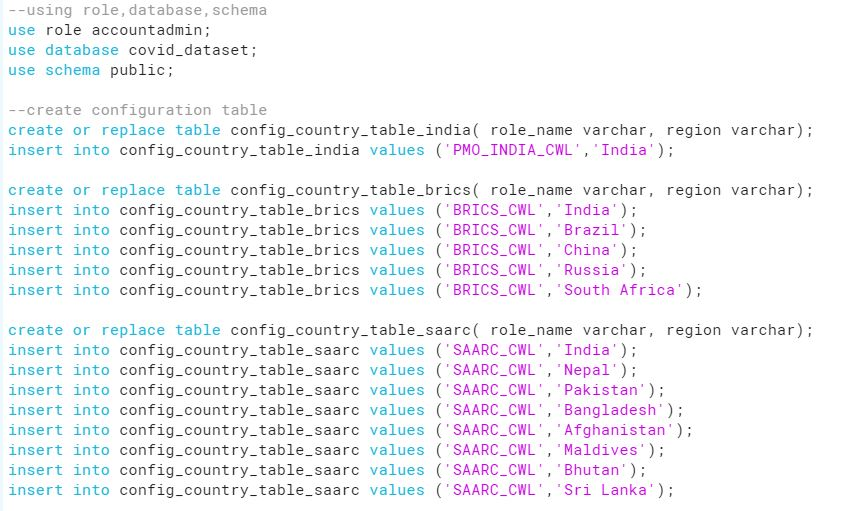 --using role,database,schema
use role accountadmin;
use database covid_dataset;
use schema public;
--create configuration table
create or replace table config_country_table_india( role_name varchar, region varchar);
insert into config_country_table_india values ('PMO_INDIA_CWL','India');
create or replace table config_country_table_brics( role_name varchar, region varchar);
insert into config_country_table_brics values ('BRICS_CWL','India');
insert into config_country_table_brics values ('BRICS_CWL','Brazil');
insert into config_country_table_brics values ('BRICS_CWL','China');
insert into config_country_table_brics values ('BRICS_CWL','Russia');
insert into config_country_table_brics values ('BRICS_CWL','South Africa');
create or replace table config_country_table_saarc( role_name varchar, region varchar);
insert into config_country_table_saarc values ('SAARC_CWL','India');
insert into config_country_table_saarc values ('SAARC_CWL','Nepal');
insert into config_country_table_saarc values ('SAARC_CWL','Pakistan');
insert into config_country_table_saarc values ('SAARC_CWL','Bangladesh');
insert into config_country_table_saarc values ('SAARC_CWL','Afghanistan');
insert into config_country_table_saarc values ('SAARC_CWL','Maldives');
insert into config_country_table_saarc values ('SAARC_CWL','Bhutan');
insert into config_country_table_saarc values ('SAARC_CWL','Sri Lanka');